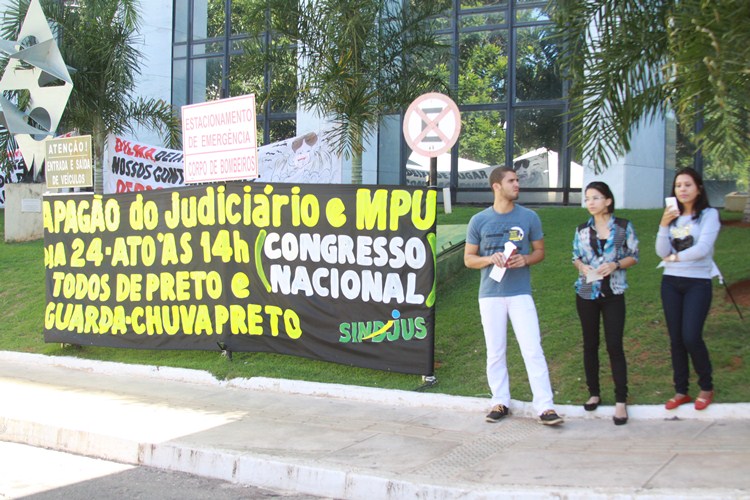 ESTACIONAMENTO
DE EMERGÊNCIA
CORPO DE BOMBEIROS
ATENÇÃO!
ENTRADA E SAÍDA
DE VEÍCULOS
APAGÃO do Judiciário e MPU
DIA 24-ATO ÀS 14h (CONGRESSO
NACIONAL)
TODOS DE PRETO e
GUARDA-CHUVA PRETO
SINDJUS